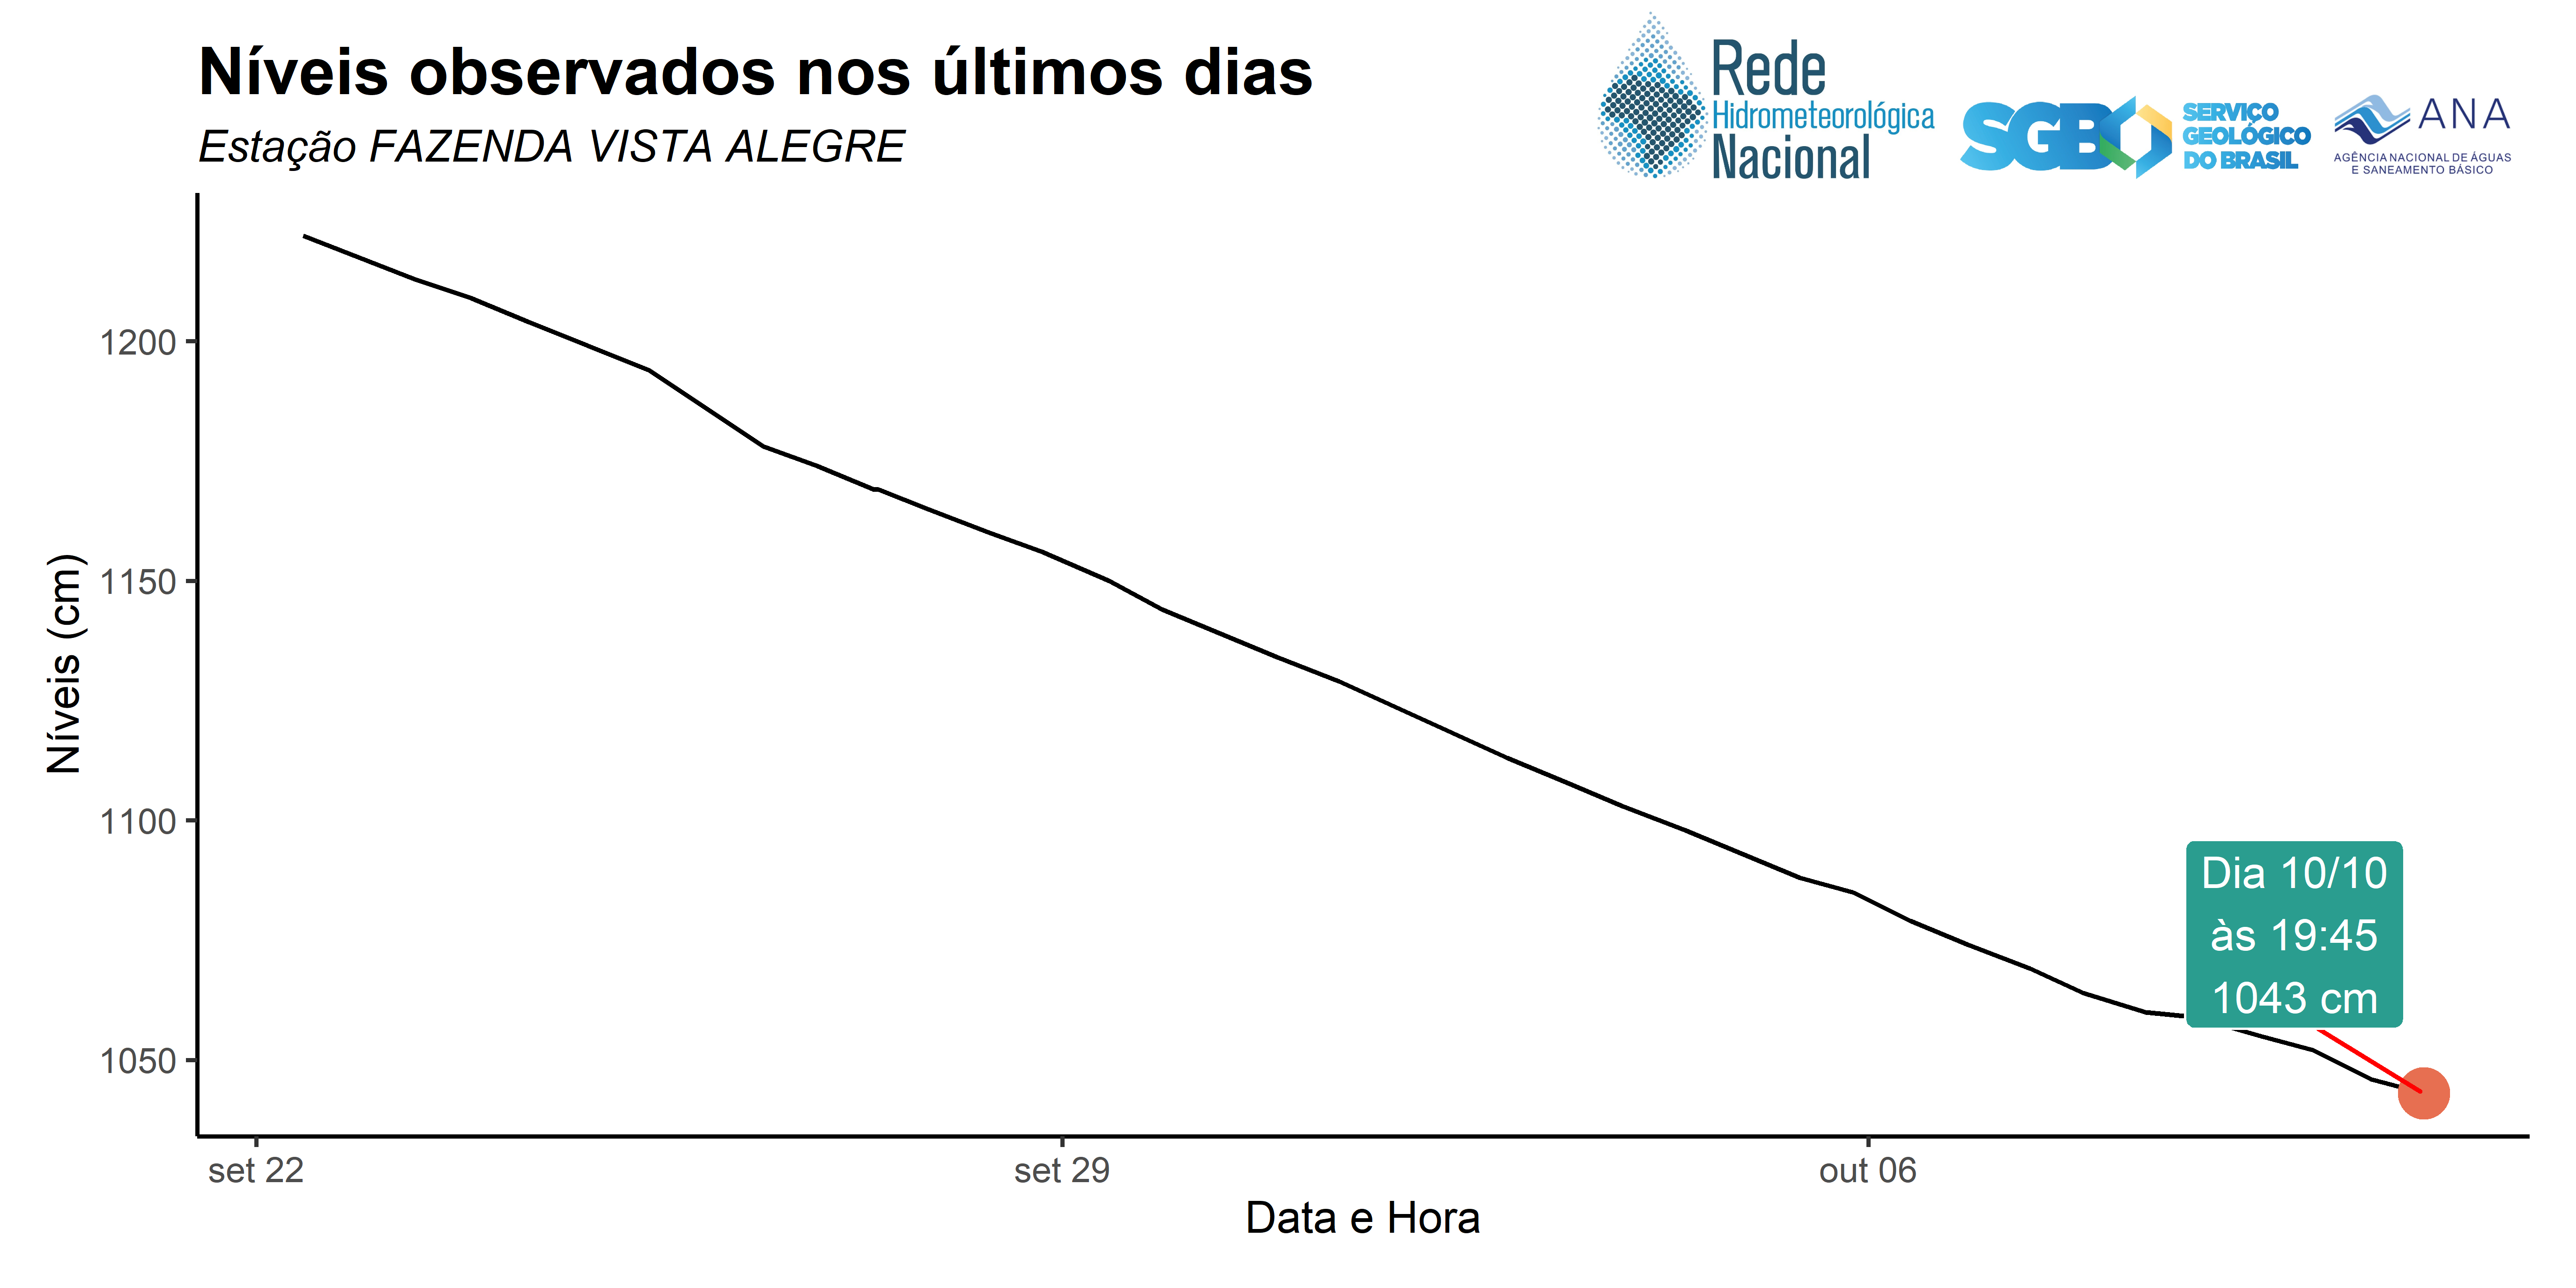 Níveis observados nos últimos dias
Estação FAZENDA VISTA ALEGRE
Rede
Hidrometeorológica
Nacional
SGB
SERVIÇO
GEOLÓGICO
DO BRASIL
ANA
AGÊNCIA NACIONAL DE ÁGUAS
E SANEAMENTO BÁSICO
Níveis (cm)
1200
1150
1100
1050
Dia 10/10
às 19:45
1043 cm
set 22
set 29
out 06
Data e Hora